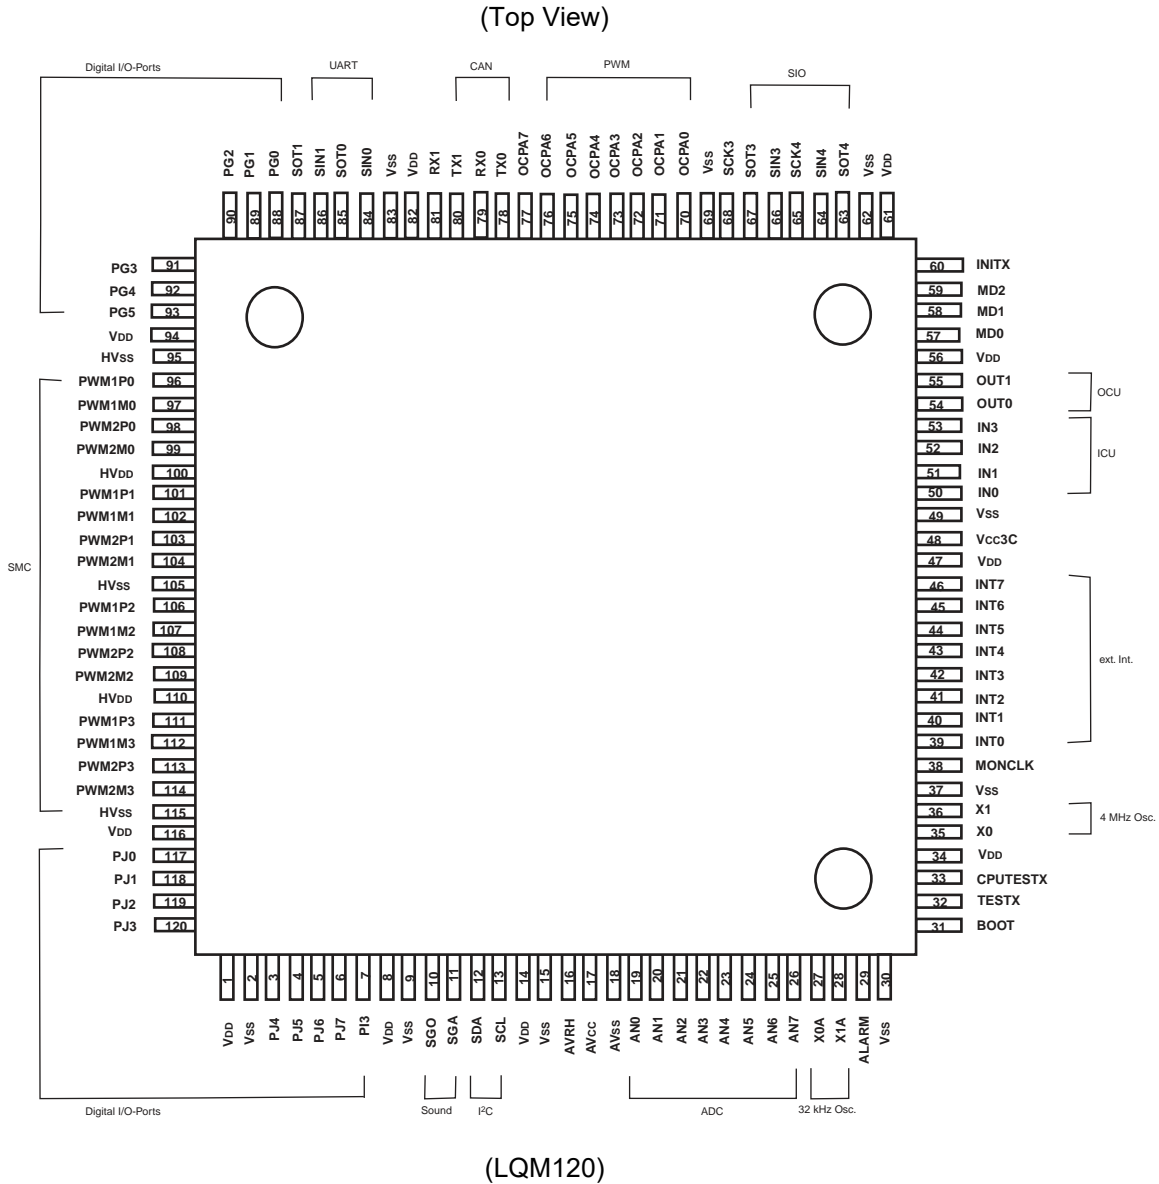 (Top View)
Digital I/O-Ports
UART
CAN
PWM
SIO
PG2
PG1
PG0
SOT1
SIN1
SOT0
SIN0
VSS
VDD
RX1
TX1
RX0
TX0
OCPA7
OCPA6
OCPA5
OCPA4
OCPA3
OCPA2
OCPA1
OCPA0
VSS
SCK3
SOT3
SIN3
SCK4
SIN4
SOT4
VSS
VDD
90
89
88
87
86
85
84
83
82
81
80
79
78
77
76
75
74
73
72
71
70
69
68
67
66
65
64
63
62
61
PG3 91
PG4 92
PG5 93
VDD 94
HVSS 95
PWM1P0 96
PWM1M0 97
PWM2P0 98
PWM2M0 99
HVDD 100
PWM1P1 101
PWM1M1 102
PWM2P1 103
PWM2M1 104
HVSS 105
PWM1P2 106
PWM1M2 107
PWM2P2 108
PWM2M2 109
HVDD 110
PWM1P3 111
PWM1M3 112
PWM2P3 113
PWM2M3 114
HVSS 115
VDD 116
PJ0 117
PJ1 118
PJ2 119
PJ3 120
SMC
60 INITX
59 MD2
58 MD1
57 MD0
56 VDD
55 OUT1
54 OUT0
53 IN3
52 IN2
51 IN1
50 IN0
49 VSS
48 VCC3C
47 VDD
46 INT7
45 INT6
44 INT5
43 INT4
42 INT3
41 INT2
40 INT1
39 INT0
38 MONCLK
37 VSS
36 X1
35 X0
34 VDD
33 CPUTESTX
32 TESTX
31 BOOT
OCU
ICU
ext. Int.
4 MHz Osc.
1
2
3
4
5
6
7
8
9
10
11
12
13
14
15
16
17
18
19
20
21
22
23
24
25
26
27
28
29
30
VDD
VSS
PJ4
PJ5
PJ6
PJ7
PI3
VDD
VSS
SGO
SGA
SDA
SCL
VDD
VSS
AVRH
AVCC
AVSS
AN0
AN1
AN2
AN3
AN4
AN5
AN6
AN7
X0A
X1A
ALARM
VSS
Digital I/O-Ports
Sound
I²C
ADC
32 kHz Osc.
(LQM120)